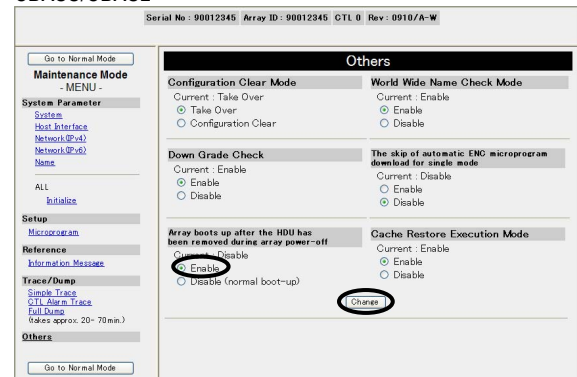 Serial No : 90012345 Array ID : 90012345 CTL 0 Rev : 0910/A-W
Go to Normal Mode
Maintenance Mode
- MENU -
System Parameter
System
Host Interface
Network(IPv4)
Network(IPv6)
Name
ALL
Initialize
Setup
Microprogram
Reference
Information Message
Trace/Dump
Simple Trace
CTL Alarm Trace
Full Dump
(takes approx. 20- 70min.)
Others
Go to Normal Mode
Others
Configuration Clear Mode
Current : Take Over
Take Over
Configuration Clear
World Wide Name Check Mode
Current : Enable
Enable
Disable
Down Grade Check
Current : Enable
Enable
Disable
The skip of automatic ENC microprogram
download for single mode
Current : Disable
Enable
Disable
Array boots up after the HDU has
been removed during array power-off
Current : Disable
Enable
Disable (normal boot-up)
Cache Restore Execution Mode
Current : Enable
Enable
Disable
Change